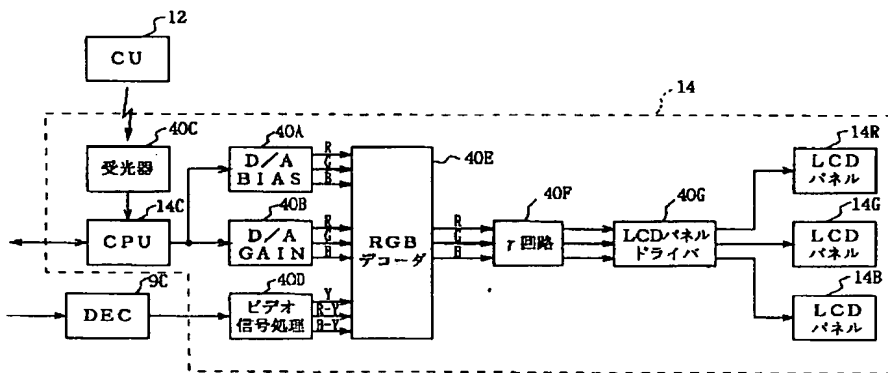 12
CU
14
40C
受光器
14C
CPU
40A
D/A
BIAS
R
G
B
40B
D/A
GAIN
R
G
B
9C
DEC
40D
ビデオ
信号処理
Y
R-Y
B-Y
40E
RGB
デコーダ
R
G
B
40F
γ回路
40G
LCDパネル
ドライバ
14R
LCD
パネル
14G
LCD
パネル
14B
LCD
パネル